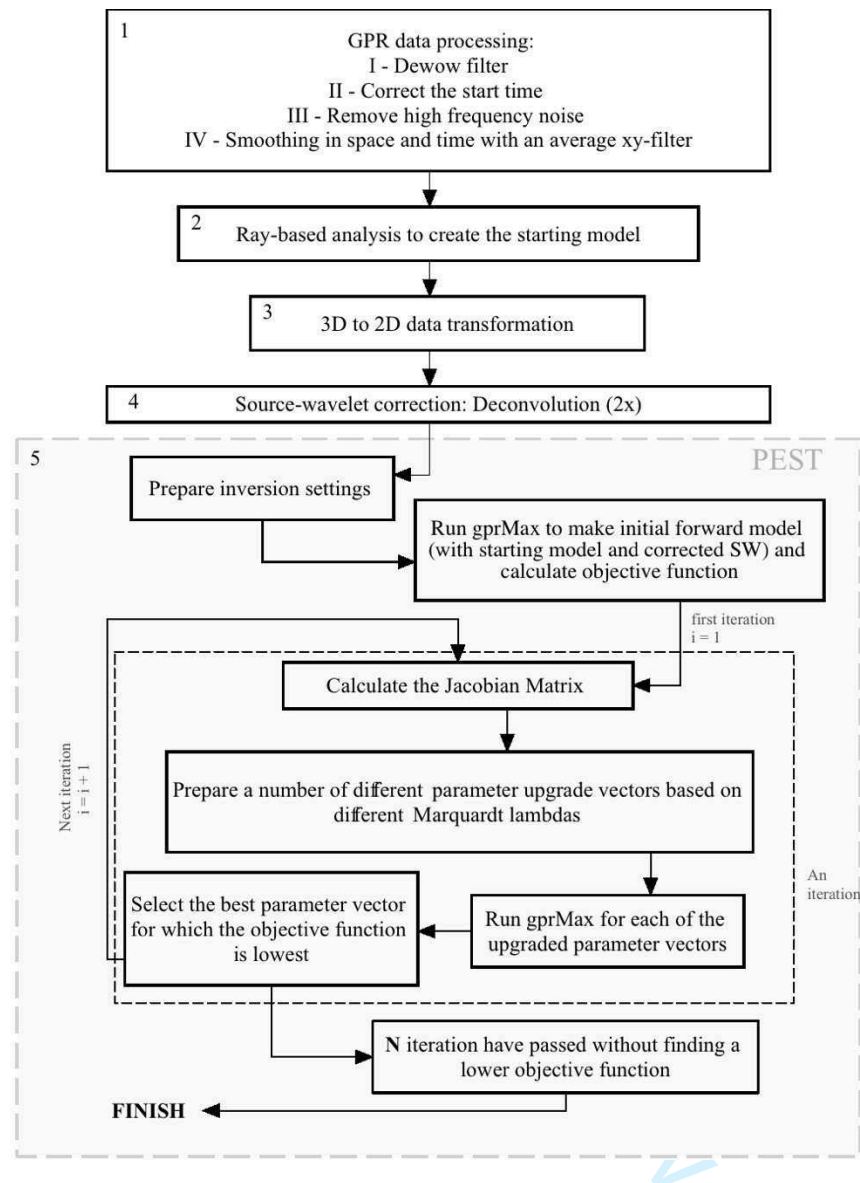 1
GPR data processing:
I - Dewow filter
II - Correct the start time
III - Remove high frequency noise
IV - Smoothing in space and time with an average xy-filter
2
Ray-based analysis to create the starting model
3
3D to 2D data transformation
4
Source-wavelet correction: Deconvolution (2x)
5
PEST
Prepare inversion settings
Run gprMax to make initial forward model
(with starting model and corrected SW) and
calculate objective function
first iteration
i = 1
Calculate the Jacobian Matrix
Next iteration
i = i + 1
Prepare a number of different parameter upgrade vectors based on
different Marquardt lambdas
An
iteration
Select the best parameter vector
for which the objective function
is lowest
Run gprMax for each of the
upgraded parameter vectors
N iteration have passed without finding a
lower objective function
FINISH